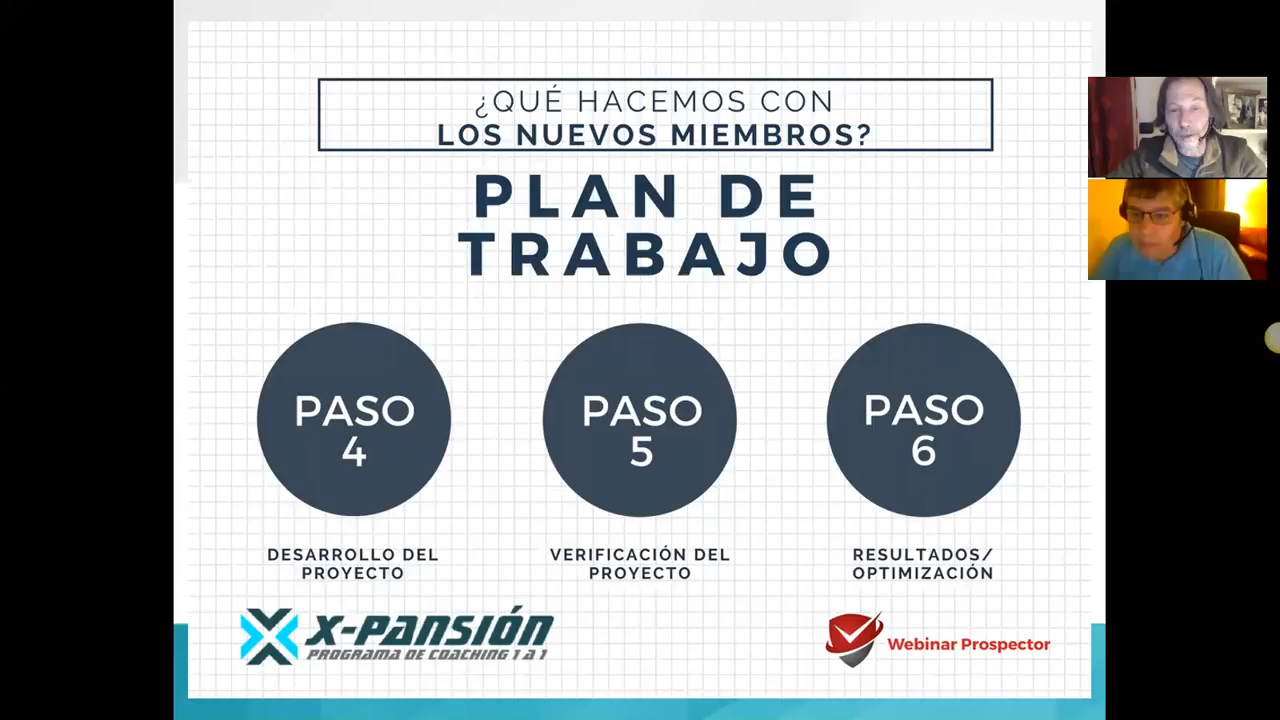 ¿QUÉ HACEMOS CON
LOS NUEVOS MIEMBROS?
PLAN DE
TRABAJO
PASO
4
PASO
5
PASO
6
DESARROLLO DEL
PROYECTO
VERIFICACIÓN DEL
PROYECTO
RESULTADOS/
OPTIMIZACIÓN
X-PANSIÓN
PROGRAMA DE COACHING 1 A 1
Webinar Prospector